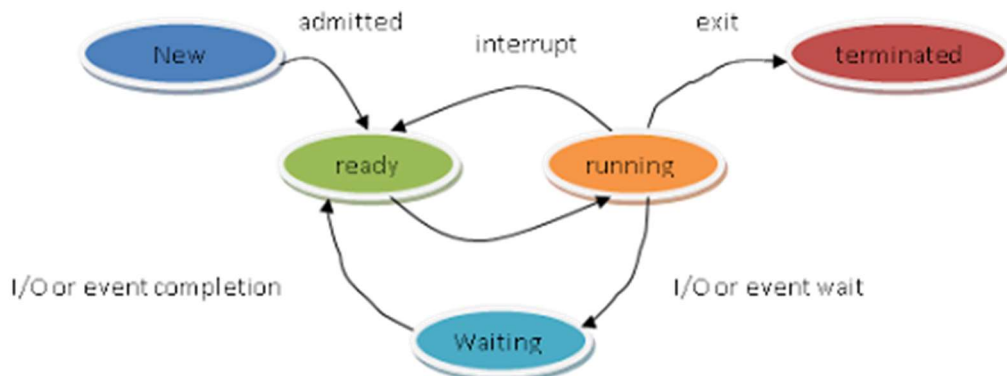 New
admitted
interrupt
exit
terminated
ready
running
I/O or event completion
I/O or event wait
Waiting